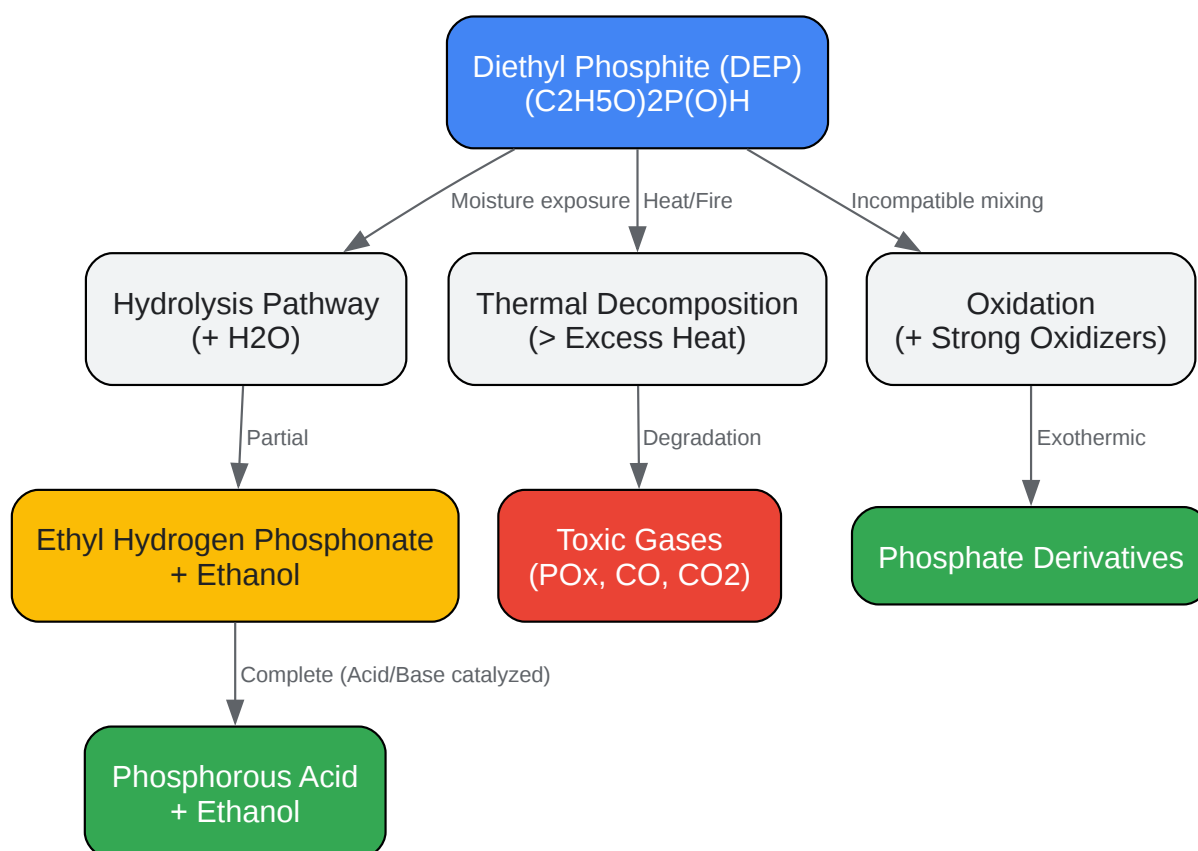 Diethyl Phosphite (DEP)
(C2H5O)2P(O)H
Moisture exposure
Heat/Fire
Incompatible mixing
Hydrolysis Pathway
(+ H2O)
Thermal Decomposition
(> Excess Heat)
Oxidation
(+ Strong Oxidizers)
Partial
Degradation
Exothermic
Ethyl Hydrogen Phosphonate
+ Ethanol
Toxic Gases
(POx, CO, CO2)
Phosphate Derivatives
Complete (Acid/Base catalyzed)
Phosphorous Acid
+ Ethanol